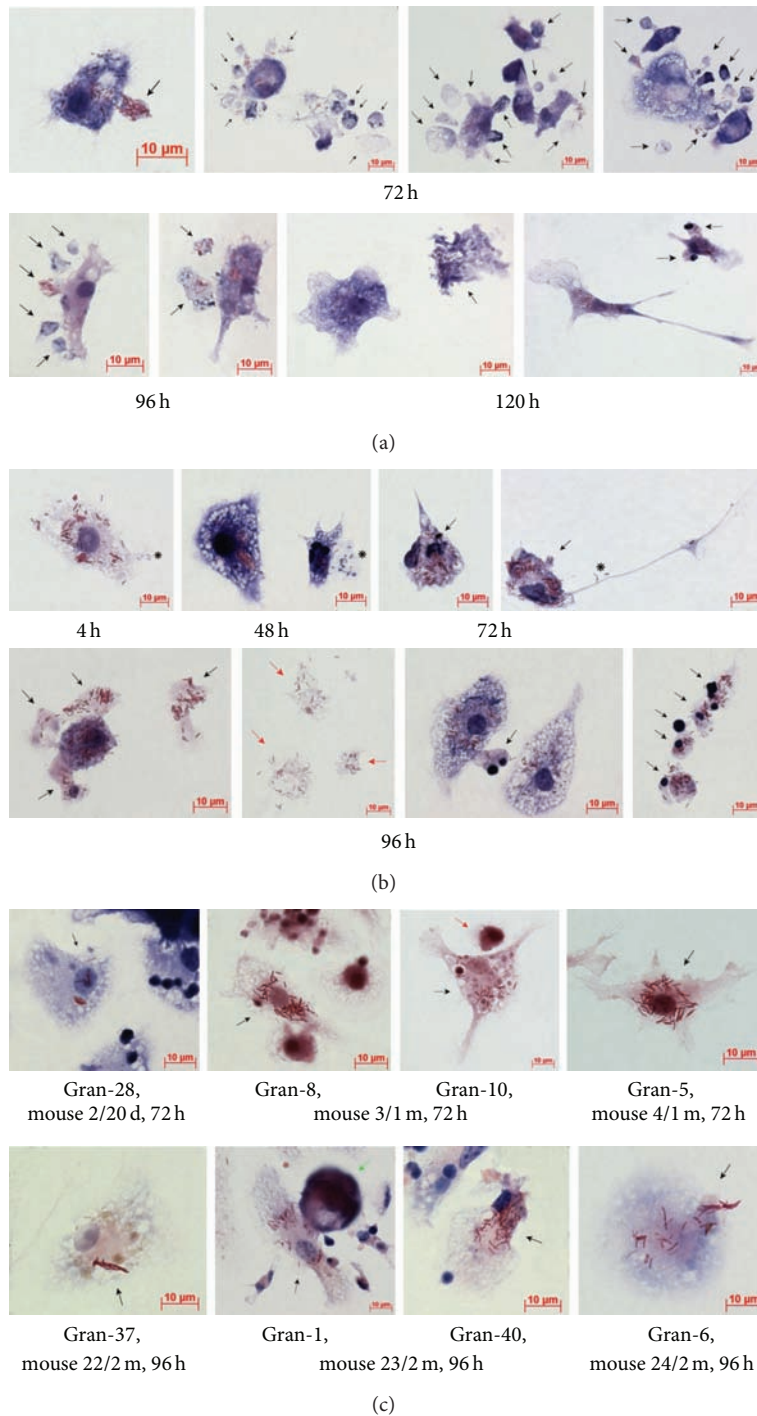 10 μm 10 μm 10 μm 10 μm
72 h
10 μm 10 μm 10 μm 10 μm
96 h 120 h
(a)
* * *
10 μm 10 μm 10 μm 10 μm
4 h 48 h 72 h
10 μm 10 μm 10 μm 10 μm
96 h
(b)
10 μm 10 μm 10 μm 10 μm
Gran-28, Gran-8, Gran-10, Gran-5,
mouse 2/20 d, 72 h mouse 3/1 m, 72 h mouse 4/1 m, 72 h
10 μm 10 μm 10 μm 10 μm
Gran-37, Gran-1, Gran-40, Gran-6,
mouse 22/2 m, 96 h mouse 23/2 m, 96 h mouse 24/2 m, 96 h
(c)